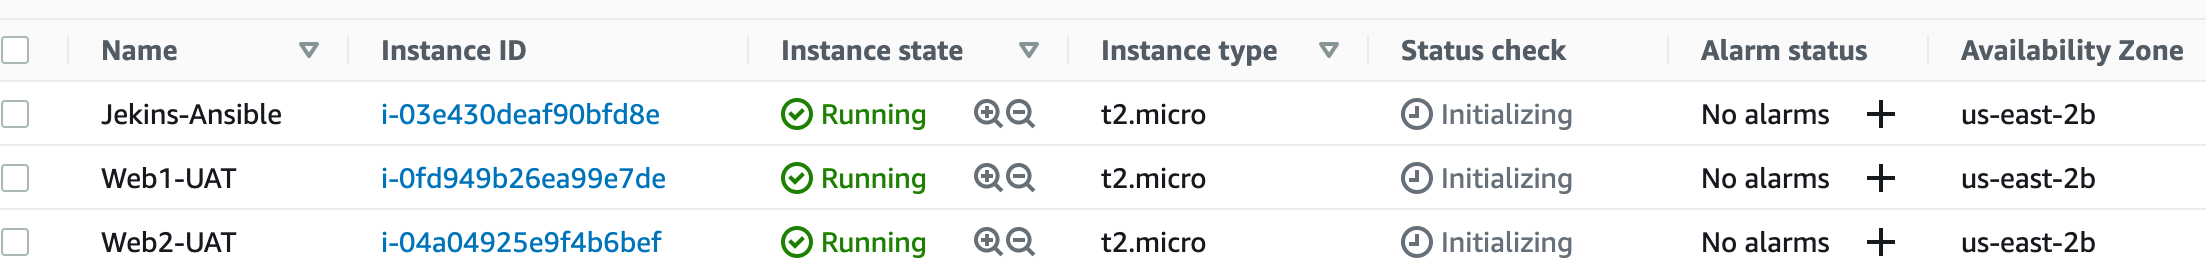 Name Instance ID Instance state Instance type Status check Alarm status Availability Zone
Jekins-Ansible i-03e430deaf90bfd8e Running t2.micro Initializing No alarms + us-east-2b
Web1-UAT i-0fd949b26ea99e7de Running t2.micro Initializing No alarms + us-east-2b
Web2-UAT i-04a04925e9f4b6bef Running t2.micro Initializing No alarms + us-east-2b